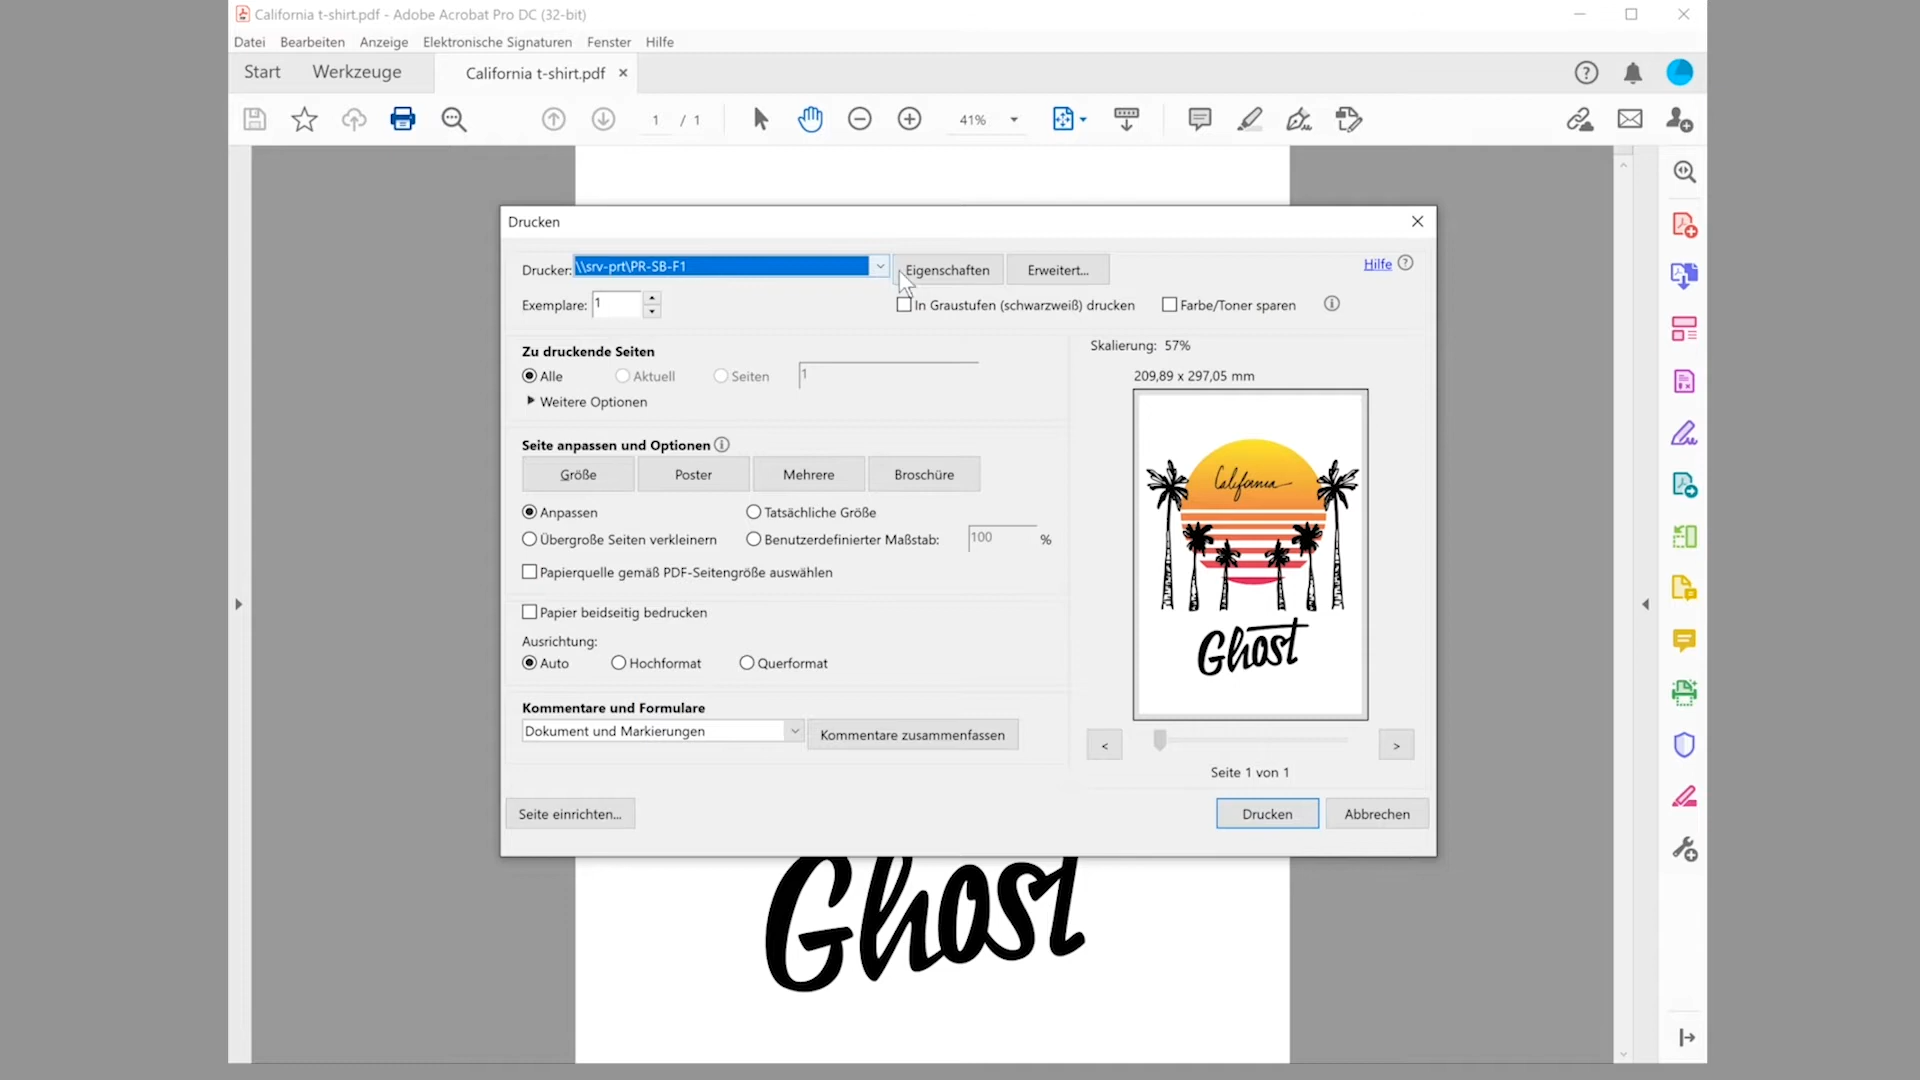 California t-shirt.pdf - Adobe Acrobat Pro DC (32-bit)
Datei Bearbeiten Anzeige Elektronische Signaturen Fenster Hilfe
Start Werkzeuge California t-shirt.pdf
1 / 1 41%
Drucken
Drucker: \\srv-prt\PR-SB-F1 Eigenschaften Erweitert... Hilfe
Exemplare: 1 In Graustufen (schwarzweiß) drucken Farbe/Toner sparen
Zu druckende Seiten
Alle Aktuell Seiten 1
Weitere Optionen
Seite anpassen und Optionen
Größe Poster Mehrere Broschüre
Anpassen Tatsächliche Größe
Übergroße Seiten verkleinern Benutzerdefinierter Maßstab: 100 %
Papierquelle gemäß PDF-Seitengröße auswählen
Papier beidseitig bedrucken
Ausrichtung:
Auto Hochformat Querformat
Kommentare und Formulare
Dokument und Markierungen Kommentare zusammenfassen
Skalierung: 57%
209,89 x 297,05 mm
California
Ghost
< >
Seite 1 von 1
Seite einrichten... Drucken Abbrechen
Ghost